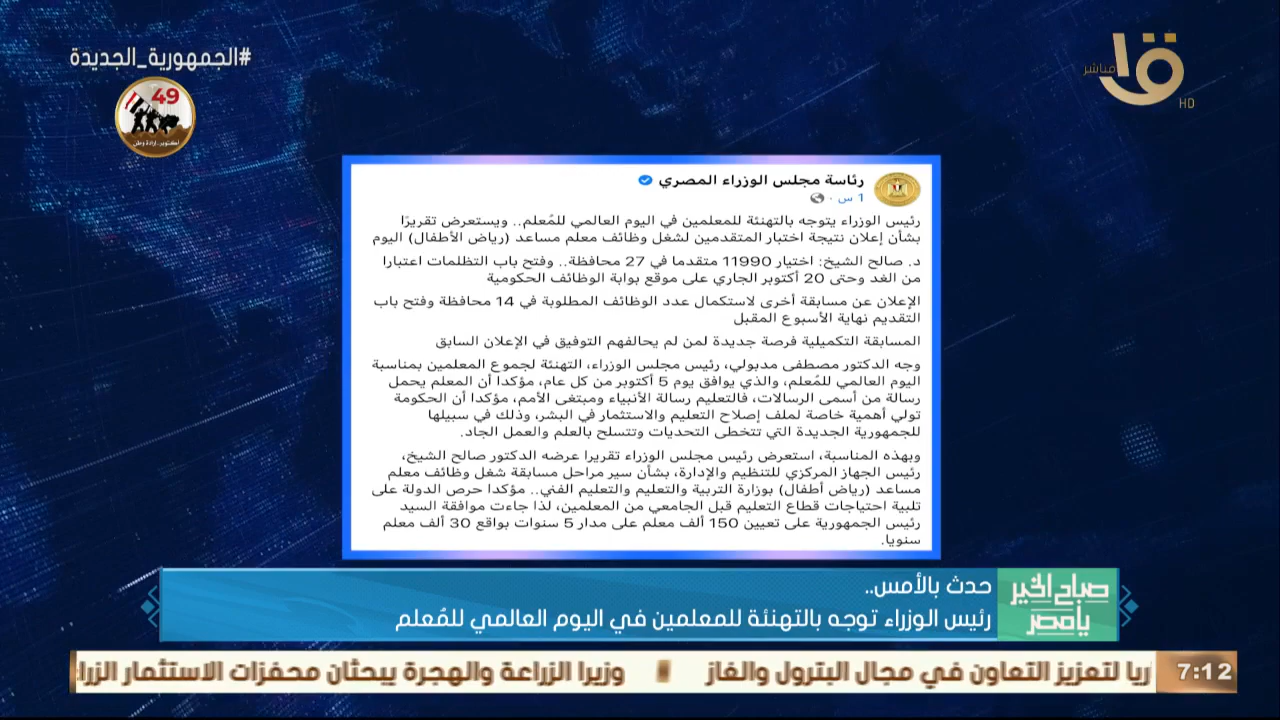 #الجمهورية_الجديدة
49
أكتوبر..إرادة وطن
مباشر
HD
رئاسة مجلس الوزراء المصري
1 س ·
رئيس الوزراء يتوجه بالتهنئة للمعلمين في اليوم العالمي للمُعلم.. ويستعرض تقريرًا
بشأن إعلان نتيجة اختبار المتقدمين لشغل وظائف معلم مساعد (رياض الأطفال) اليوم
د. صالح الشيخ: اختيار 11990 متقدما في 27 محافظة.. وفتح باب التظلمات اعتبارا
من الغد وحتى 20 أكتوبر الجاري على موقع بوابة الوظائف الحكومية
الإعلان عن مسابقة أخرى لاستكمال عدد الوظائف المطلوبة في 14 محافظة وفتح باب
التقديم نهاية الأسبوع المقبل
المسابقة التكميلية فرصة جديدة لمن لم يحالفهم التوفيق في الإعلان السابق
وجه الدكتور مصطفى مدبولي، رئيس مجلس الوزراء، التهنئة لجموع المعلمين بمناسبة
اليوم العالمي للمُعلم، والذي يوافق يوم 5 أكتوبر من كل عام، مؤكدا أن المعلم يحمل
رسالة من أسمى الرسالات، فالتعليم رسالة الأنبياء ومبتغى الأمم، مؤكدا أن الحكومة
تولي أهمية خاصة لملف إصلاح التعليم والاستثمار في البشر، وذلك في سبيلها
للجمهورية الجديدة التي تتخطى التحديات وتتسلح بالعلم والعمل الجاد.
وبهذه المناسبة، استعرض رئيس مجلس الوزراء تقريرا عرضه الدكتور صالح الشيخ،
رئيس الجهاز المركزي للتنظيم والإدارة، بشأن سير مراحل مسابقة شغل وظائف معلم
مساعد (رياض أطفال) بوزارة التربية والتعليم والتعليم الفني.. مؤكدا حرص الدولة على
تلبية احتياجات قطاع التعليم قبل الجامعي من المعلمين، لذا جاءت موافقة السيد
رئيس الجمهورية على تعيين 150 ألف معلم على مدار 5 سنوات بواقع 30 ألف معلم
سنويا.
صباح الخير
يا مصر
حدث بالأمس..
رئيس الوزراء توجه بالتهنئة للمعلمين في اليوم العالمي للمُعلم
7:12
ريا لتعزيز التعاون في مجال البترول والغاز
وزيرا الزراعة والهجرة يبحثان محفزات الاستثمار الزرا